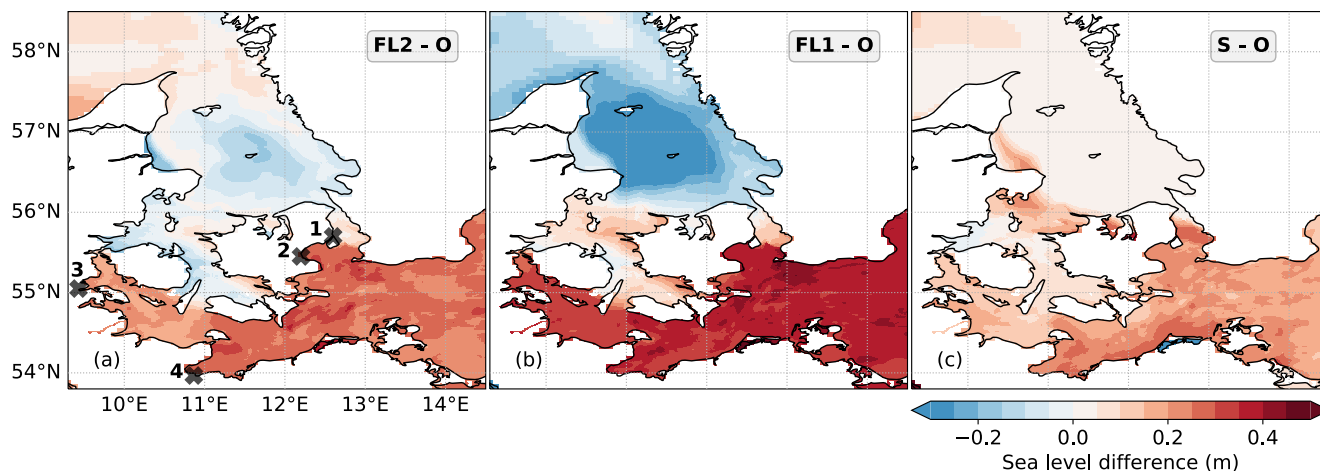 FL2 - O
FL1 - O
S - O
58°N
57°N
56°N
55°N
54°N
1
2
3
4
(a)
(b)
(c)
10°E
11°E
12°E
13°E
14°E
−0.2
0.0
0.2
0.4
Sea level difference (m)